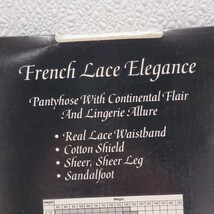 French Lace Elegance
Pantyhose With Continental Flair
And Lingerie Allure
• Real Lace Waistband
• Cotton Shield
• Sheer, Sheer Leg
• Sandalfoot
Height